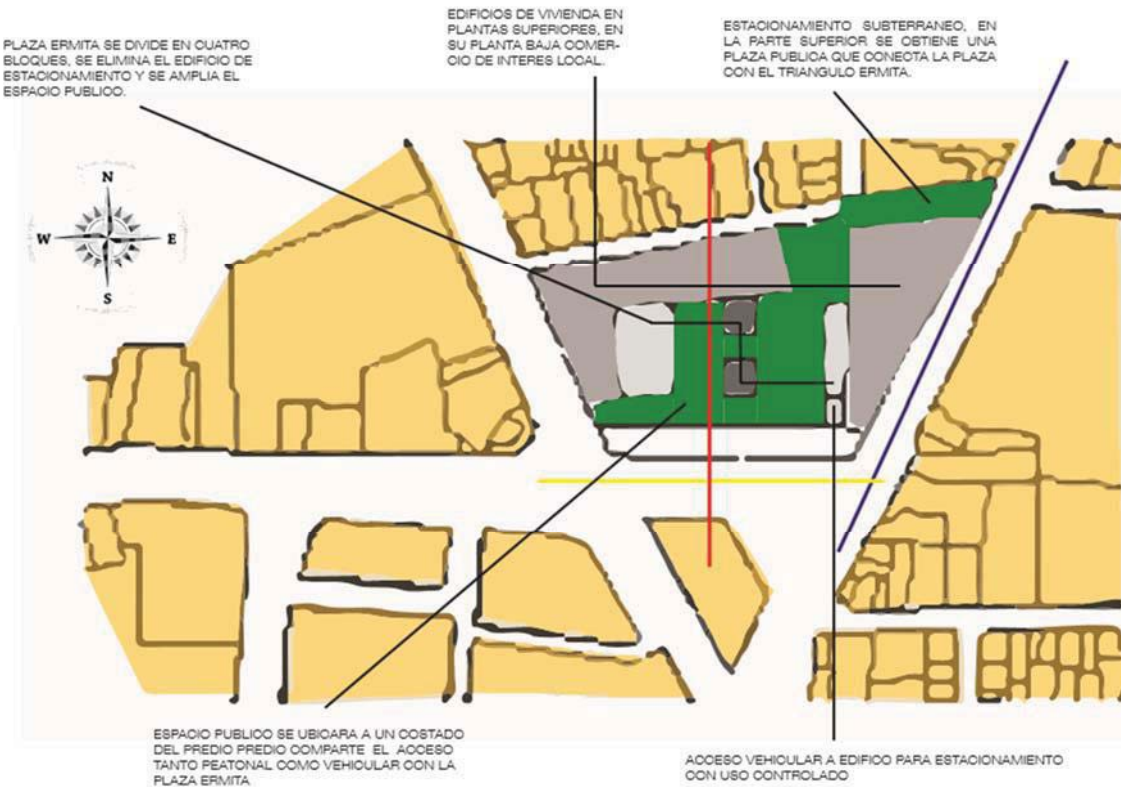 PLAZA ERMITA SE DIVIDE EN CUATRO
BLOQUES, SE ELIMINA EL EDIFICIO DE
ESTACIONAMIENTO Y SE AMPLIA EL
ESPACIO PUBLICO.
EDIFICIOS DE VIVIENDA EN
PLANTAS SUPERIORES, EN
SU PLANTA BAJA COMER-
CIO DE INTERES LOCAL.
ESTACIONAMIENTO SUBTERRANEO, EN
LA PARTE SUPERIOR SE OBTIENE UNA
PLAZA PUBLICA QUE CONECTA LA PLAZA
CON EL TRIANGULO ERMITA.
N
W E
S
ESPACIO PUBLICO SE UBICARA A UN COSTADO
DEL PREDIO PREDIO COMPARTE EL ACCESO
TANTO PEATONAL COMO VEHICULAR CON LA
PLAZA ERMITA
ACCESO VEHICULAR A EDIFICO PARA ESTACIONAMIENTO
CON USO CONTROLADO